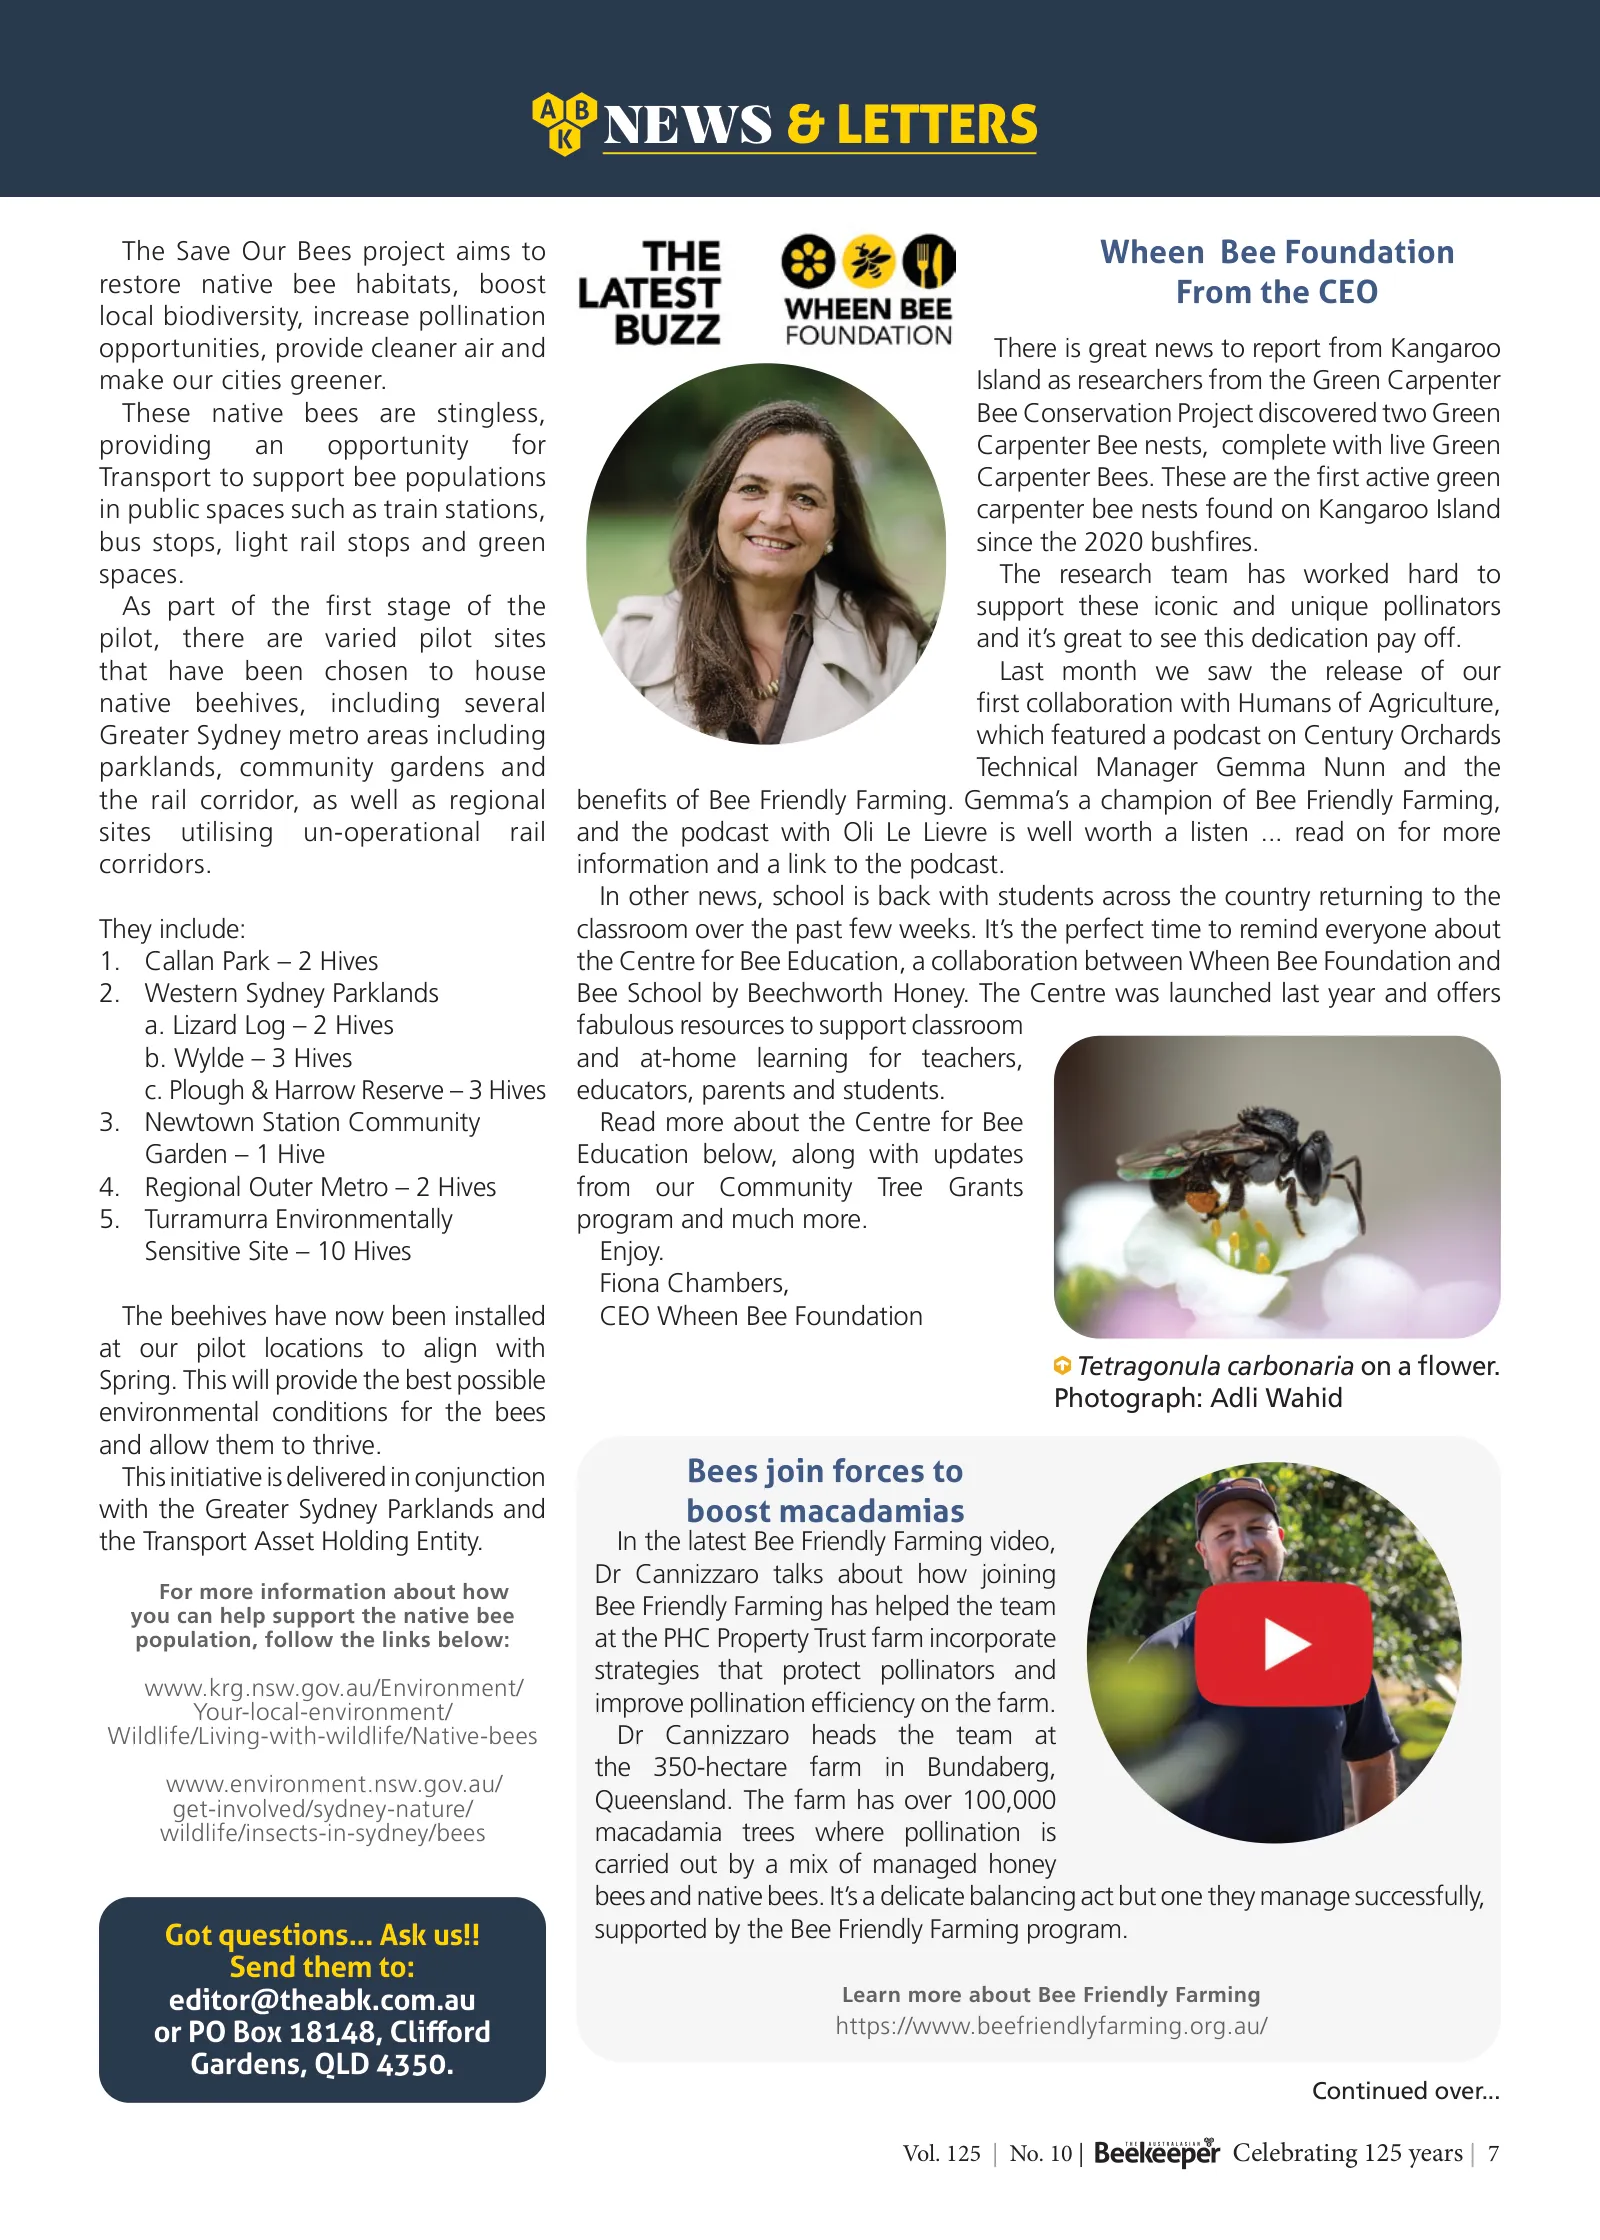 A B K NEWS & LETTERS
The Save Our Bees project aims to
restore native bee habitats, boost
local biodiversity, increase pollination
opportunities, provide cleaner air and
make our cities greener.
These native bees are stingless,
providing an opportunity for
Transport to support bee populations
in public spaces such as train stations,
bus stops, light rail stops and green
spaces.
As part of the first stage of the
pilot, there are varied pilot sites
that have been chosen to house
native beehives, including several
Greater Sydney metro areas including
parklands, community gardens and
the rail corridor, as well as regional
sites utilising un-operational rail
corridors.
They include:
1. Callan Park – 2 Hives
2. Western Sydney Parklands
a. Lizard Log – 2 Hives
b. Wylde – 3 Hives
c. Plough & Harrow Reserve – 3 Hives
3. Newtown Station Community
Garden – 1 Hive
4. Regional Outer Metro – 2 Hives
5. Turramurra Environmentally
Sensitive Site – 10 Hives
The beehives have now been installed
at our pilot locations to align with
Spring. This will provide the best possible
environmental conditions for the bees
and allow them to thrive.
This initiative is delivered in conjunction
with the Greater Sydney Parklands and
the Transport Asset Holding Entity.
For more information about how
you can help support the native bee
population, follow the links below:
www.krg.nsw.gov.au/Environment/
Your-local-environment/
Wildlife/Living-with-wildlife/Native-bees
www.environment.nsw.gov.au/
get-involved/sydney-nature/
wildlife/insects-in-sydney/bees
Got questions... Ask us!!
Send them to:
editor@theabk.com.au
or PO Box 18148, Clifford
Gardens, QLD 4350.
THE
LATEST
BUZZ
WHEEN BEE
FOUNDATION
Wheen Bee Foundation
From the CEO
There is great news to report from Kangaroo
Island as researchers from the Green Carpenter
Bee Conservation Project discovered two Green
Carpenter Bee nests, complete with live Green
Carpenter Bees. These are the first active green
carpenter bee nests found on Kangaroo Island
since the 2020 bushfires.
The research team has worked hard to
support these iconic and unique pollinators
and it's great to see this dedication pay off.
Last month we saw the release of our
first collaboration with Humans of Agriculture,
which featured a podcast on Century Orchards
Technical Manager Gemma Nunn and the
benefits of Bee Friendly Farming. Gemma's a champion of Bee Friendly Farming,
and the podcast with Oli Le Lievre is well worth a listen ... read on for more
information and a link to the podcast.
In other news, school is back with students across the country returning to the
classroom over the past few weeks. It's the perfect time to remind everyone about
the Centre for Bee Education, a collaboration between Wheen Bee Foundation and
Bee School by Beechworth Honey. The Centre was launched last year and offers
fabulous resources to support classroom
and at-home learning for teachers,
educators, parents and students.
Read more about the Centre for Bee
Education below, along with updates
from our Community Tree Grants
program and much more.
Enjoy.
Fiona Chambers,
CEO Wheen Bee Foundation
Tetragonula carbonaria on a flower.
Photograph: Adli Wahid
Bees join forces to
boost macadamias
In the latest Bee Friendly Farming video,
Dr Cannizzaro talks about how joining
Bee Friendly Farming has helped the team
at the PHC Property Trust farm incorporate
strategies that protect pollinators and
improve pollination efficiency on the farm.
Dr Cannizzaro heads the team at
the 350-hectare farm in Bundaberg,
Queensland. The farm has over 100,000
macadamia trees where pollination is
carried out by a mix of managed honey
bees and native bees. It's a delicate balancing act but one they manage successfully,
supported by the Bee Friendly Farming program.
Learn more about Bee Friendly Farming
https://www.beefriendlyfarming.org.au/
Continued over...
Vol. 125 | No. 10 | THE AUSTRALASIAN Beekeeper Celebrating 125 years | 7